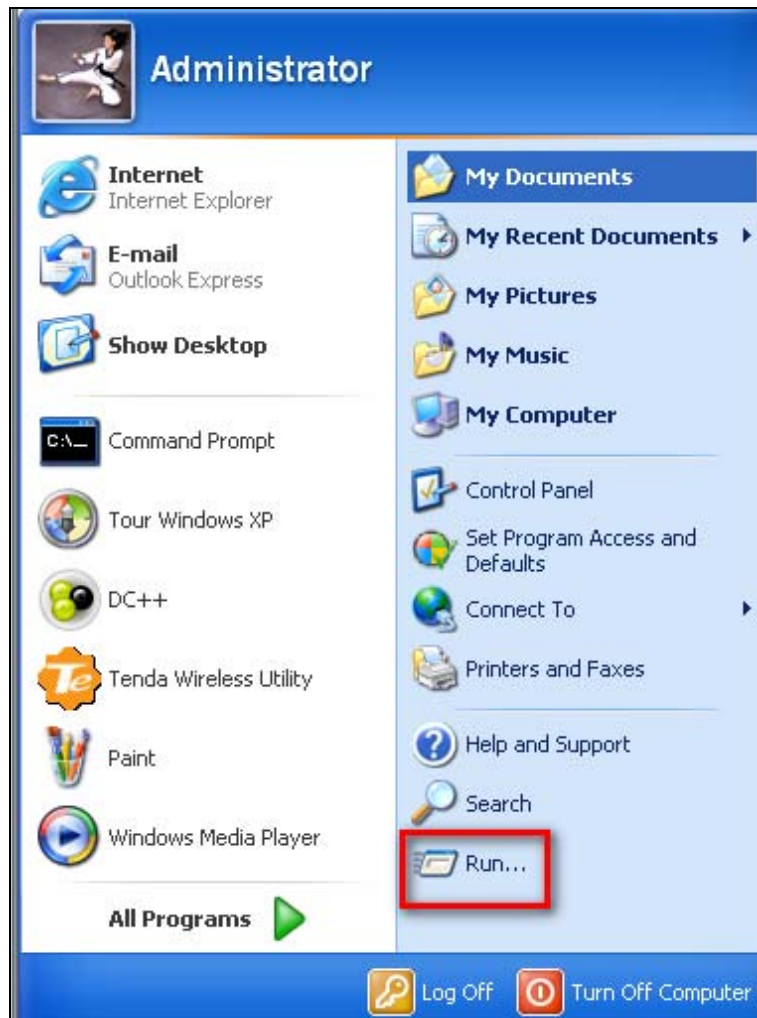 Administrator
Internet
Internet Explorer
E-mail
Outlook Express
Show Desktop
C:\_
Command Prompt
Tour Windows XP
DC++
Te
Tenda Wireless Utility
Paint
Windows Media Player
All Programs
My Documents
My Recent Documents
My Pictures
My Music
My Computer
Control Panel
Set Program Access and
Defaults
Connect To
Printers and Faxes
Help and Support
Search
Run...
Log Off
Turn Off Computer